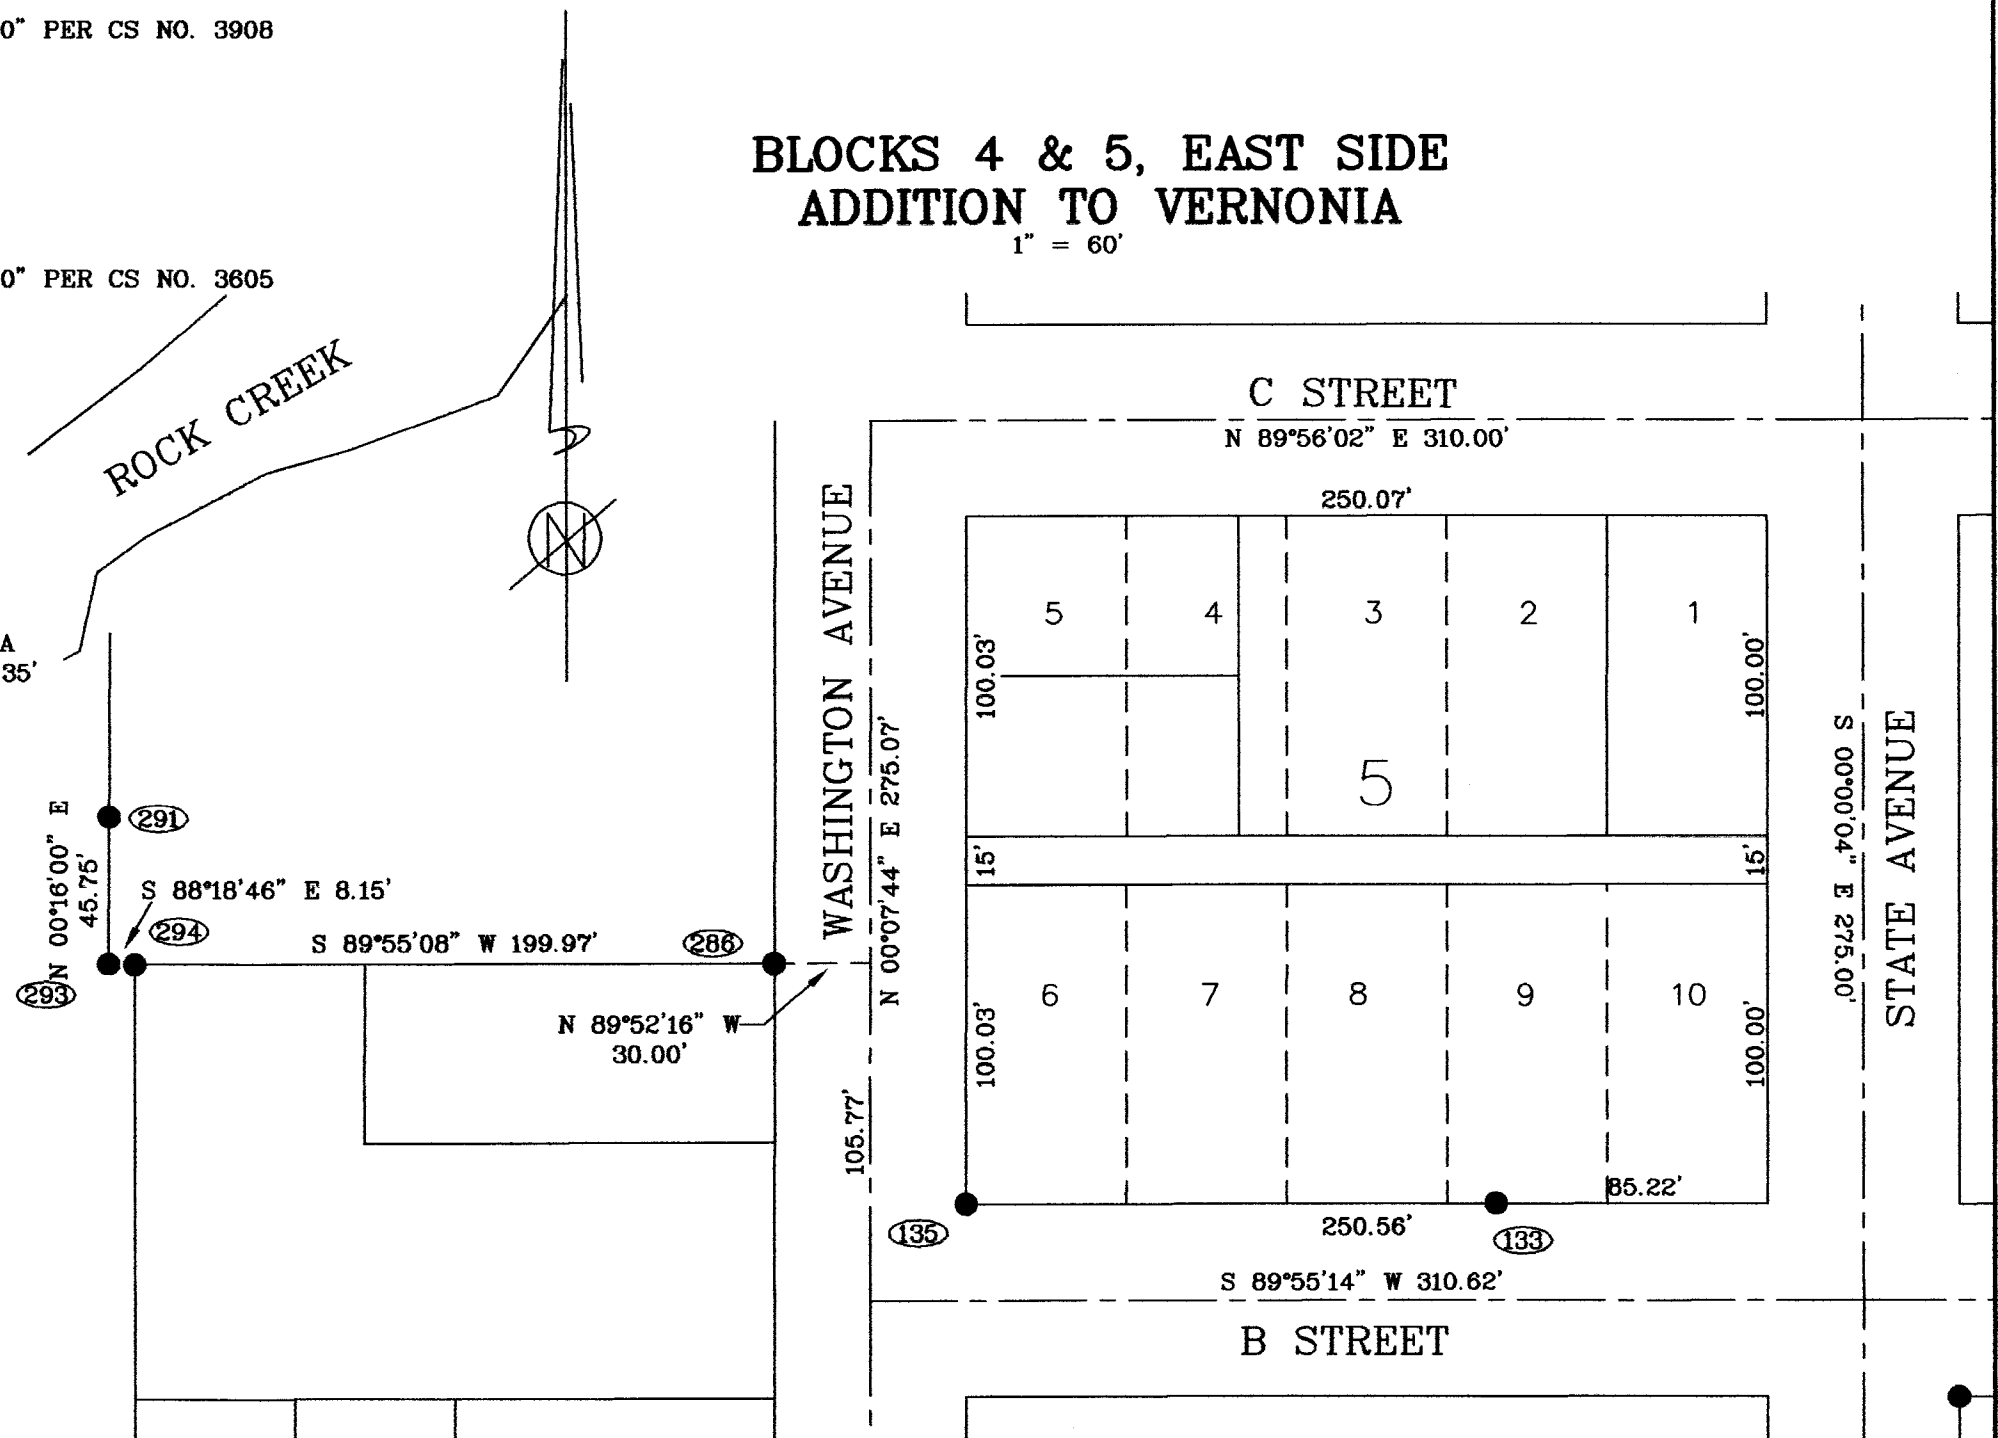 0" PER CS NO. 3908
BLOCKS 4 & 5, EAST SIDE
ADDITION TO VERNONIA
1" = 60'
0" PER CS NO. 3605
ROCK CREEK
N
A
35'
C STREET
N 89°56'02" E 310.00'
250.07'
WASHINGTON AVENUE
N 00°07'44" E 275.07'
105.77'
5
4
3
2
1
100.03'
100.00'
5
15'
15'
6
7
8
9
10
100.03'
100.00'
85.22'
250.56'
135
133
S 89°55'14" W 310.62'
B STREET
S 00°00'04" E 275.00'
STATE AVENUE
291
N 00°16'00" E
45.75'
S 88°18'46" E 8.15'
294
293
S 89°55'08" W 199.97'
286
N 89°52'16" W
30.00'